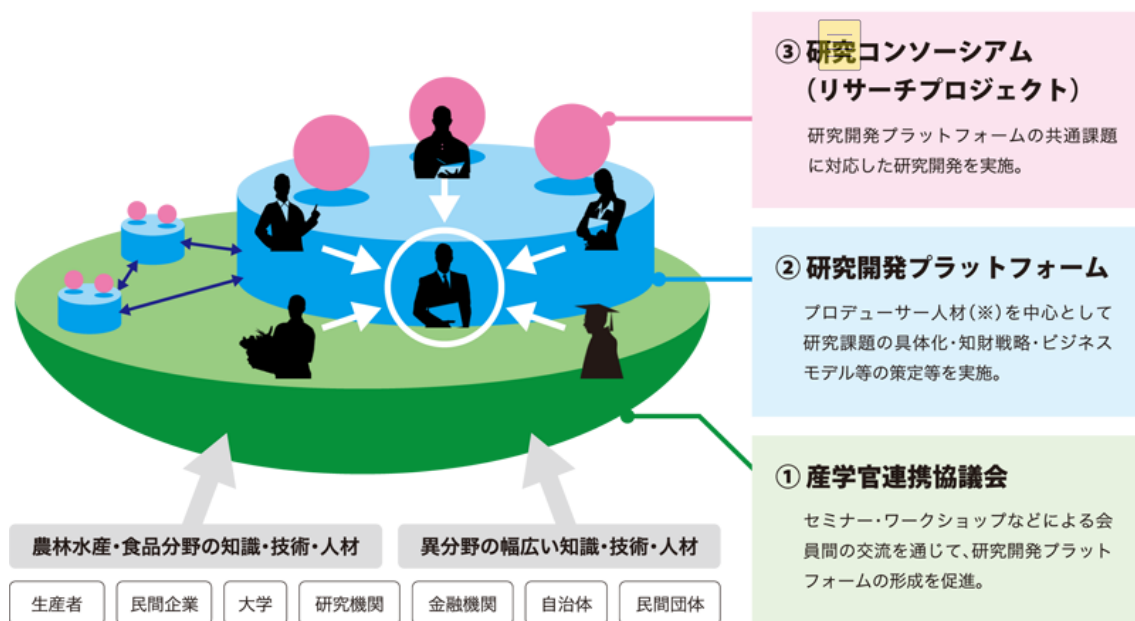 ③ 研究コンソーシアム
(リサーチプロジェクト)
研究開発プラットフォームの共通課題
に対応した研究開発を実施。
② 研究開発プラットフォーム
プロデューサー人材(※)を中心として
研究課題の具体化・知財戦略・ビジネス
モデル等の策定等を実施。
① 産学官連携協議会
セミナー・ワークショップなどによる会
員間の交流を通じて、研究開発プラット
フォームの形成を促進。
農林水産・食品分野の知識・技術・人材
異分野の幅広い知識・技術・人材
生産者
民間企業
大学
研究機関
金融機関
自治体
民間団体